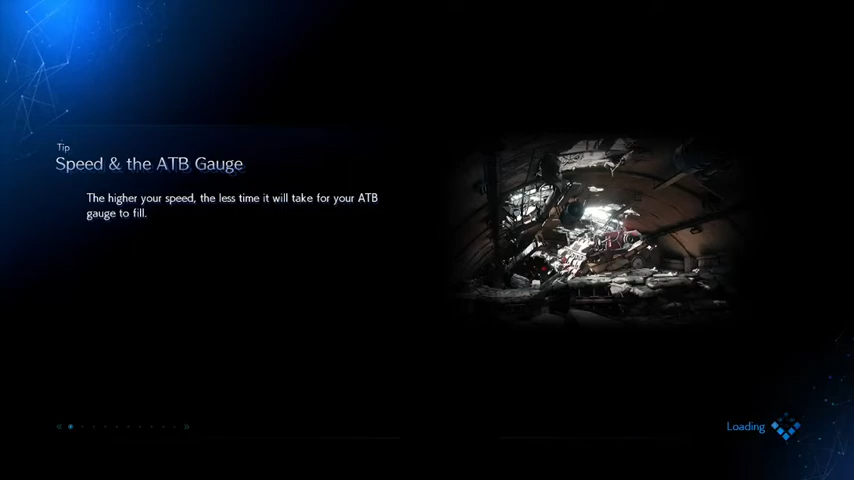 Tip
Speed & the ATB Gauge
The higher your speed, the less time it will take for your ATB
gauge to fill.
Loading